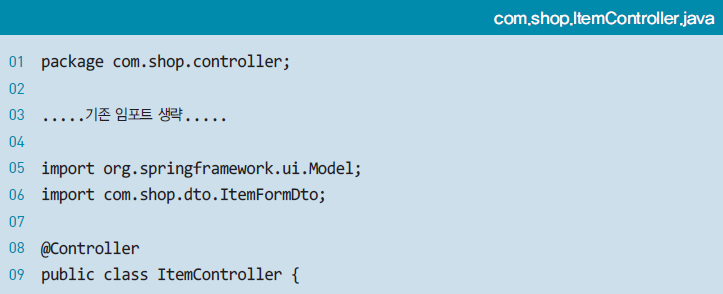 com.shop.ItemController.java
01 package com.shop.controller;
02
03 .....기존 임포트 생략.....
04
05 import org.springframework.ui.Model;
06 import com.shop.dto.ItemFormDto;
07
08 @Controller
09 public class ItemController {